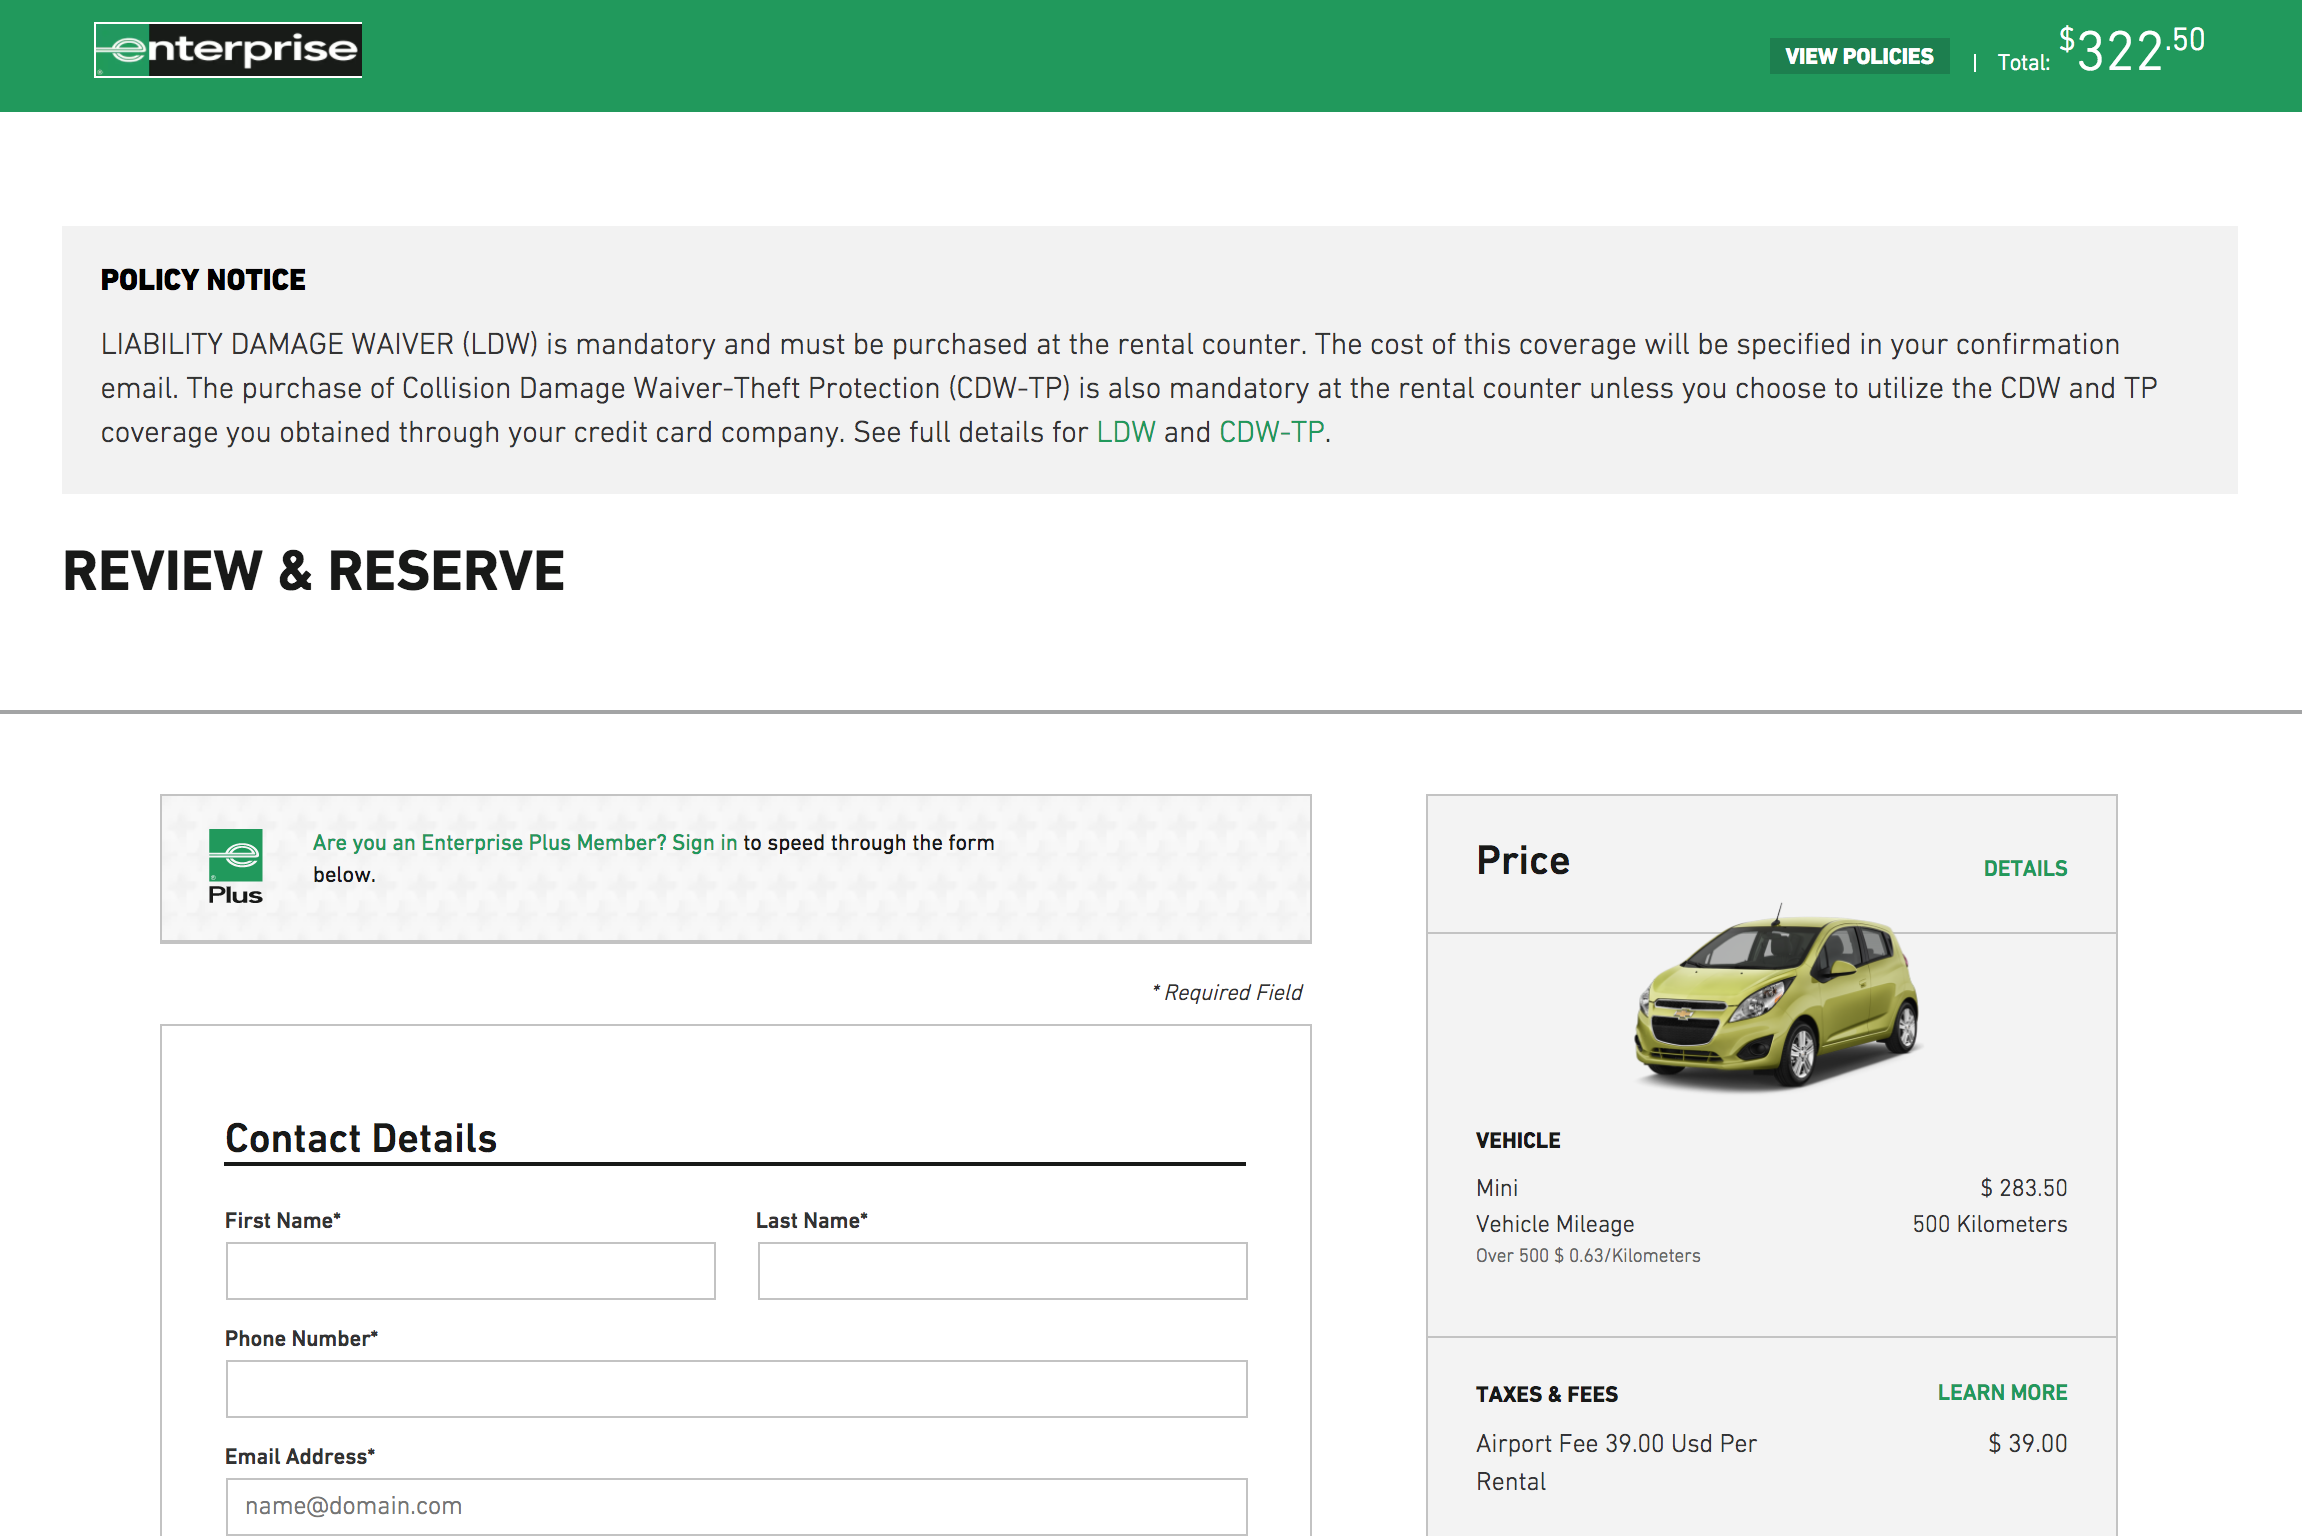 enterprise
VIEW POLICIES | Total: $322.50
POLICY NOTICE
LIABILITY DAMAGE WAIVER (LDW) is mandatory and must be purchased at the rental counter. The cost of this coverage will be specified in your confirmation
email. The purchase of Collision Damage Waiver-Theft Protection (CDW-TP) is also mandatory at the rental counter unless you choose to utilize the CDW and TP
coverage you obtained through your credit card company. See full details for LDW and CDW-TP.
REVIEW & RESERVE
e Plus
Are you an Enterprise Plus Member? Sign in to speed through the form
below.
* Required Field
Contact Details
First Name*
Last Name*
Phone Number*
Email Address*
name@domain.com
Price
DETAILS
VEHICLE
Mini $ 283.50
Vehicle Mileage 500 Kilometers
Over 500 $ 0.63/Kilometers
TAXES & FEES LEARN MORE
Airport Fee 39.00 Usd Per $ 39.00
Rental